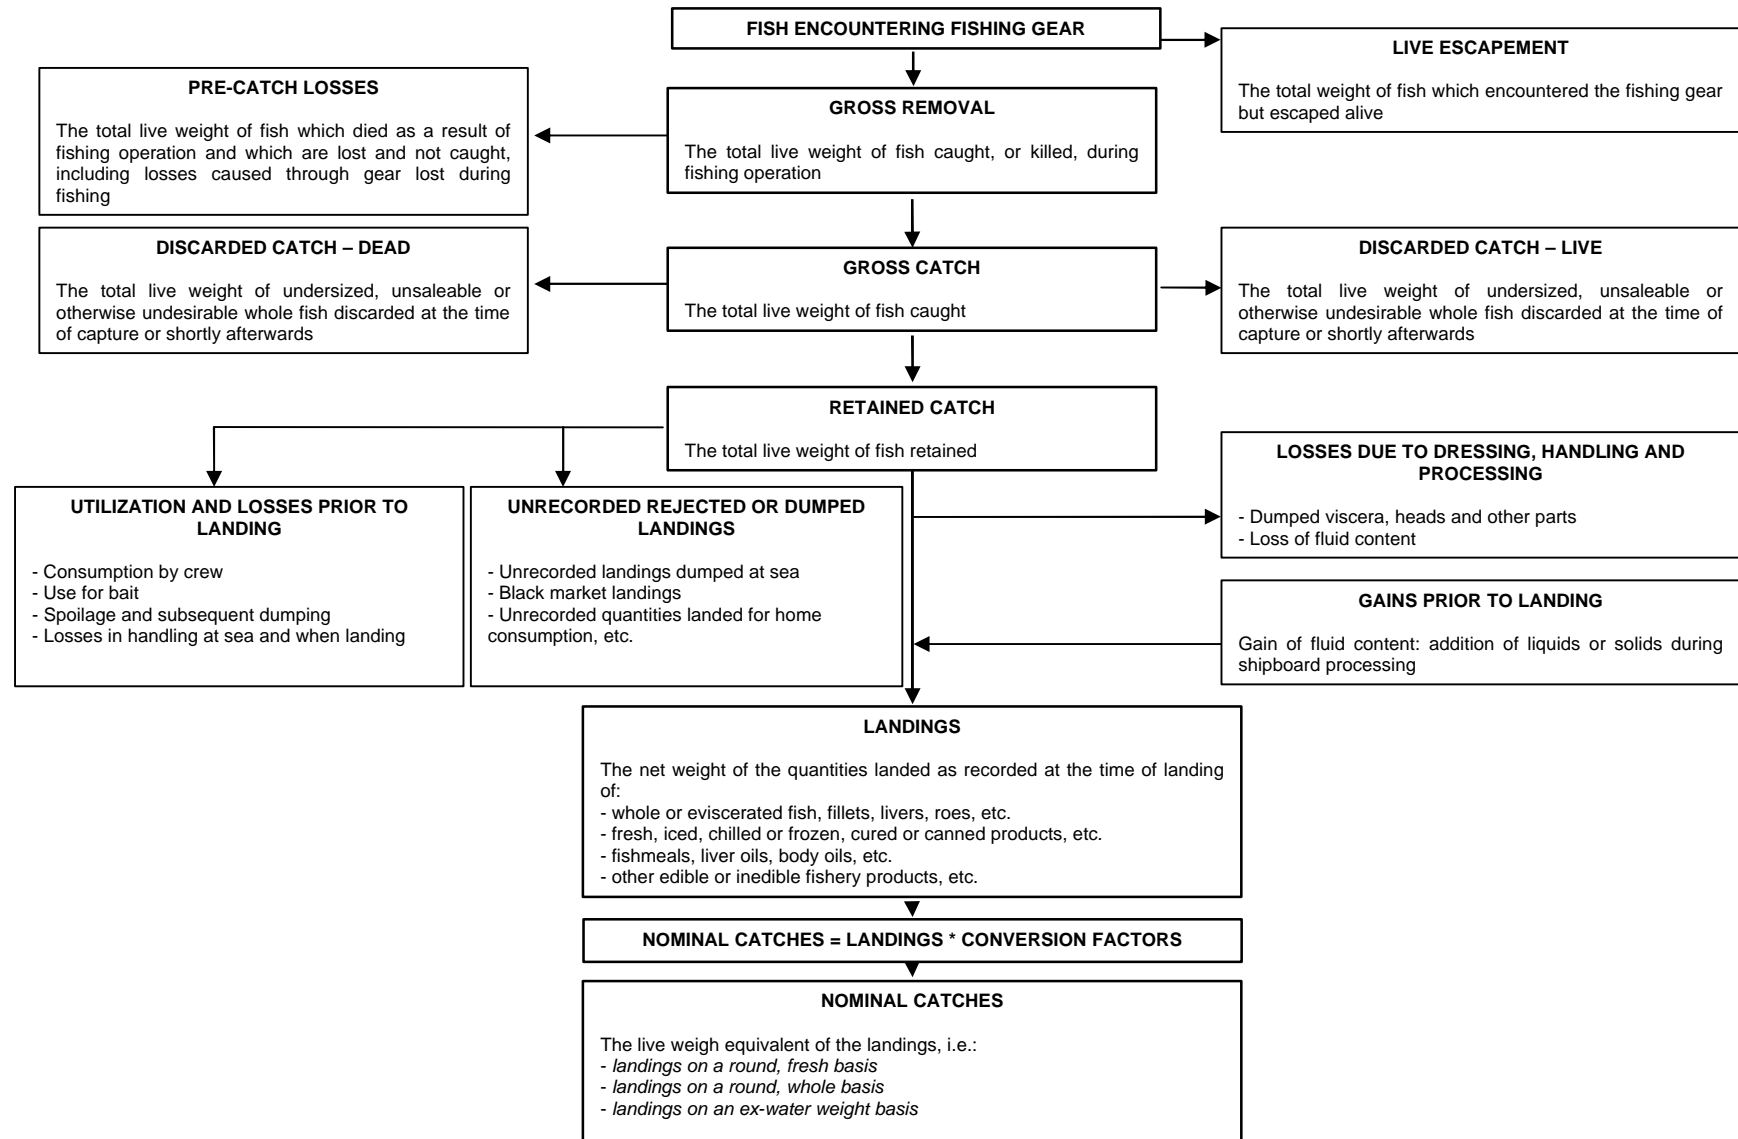 FISH ENCOUNTERING FISHING GEAR
LIVE ESCAPEMENT
The total weight of fish which encountered the fishing gear
but escaped alive
PRE-CATCH LOSSES
The total live weight of fish which died as a result of
fishing operation and which are lost and not caught,
including losses caused through gear lost during
fishing
GROSS REMOVAL
The total live weight of fish caught, or killed, during
fishing operation
DISCARDED CATCH – DEAD
The total live weight of undersized, unsaleable or
otherwise undesirable whole fish discarded at the time
of capture or shortly afterwards
GROSS CATCH
The total live weight of fish caught
DISCARDED CATCH – LIVE
The total live weight of undersized, unsaleable or
otherwise undesirable whole fish discarded at the time of
capture or shortly afterwards
RETAINED CATCH
The total live weight of fish retained
LOSSES DUE TO DRESSING, HANDLING AND
PROCESSING
- Dumped viscera, heads and other parts
- Loss of fluid content
UTILIZATION AND LOSSES PRIOR TO
LANDING
- Consumption by crew
- Use for bait
- Spoilage and subsequent dumping
- Losses in handling at sea and when landing
UNRECORDED REJECTED OR DUMPED
LANDINGS
- Unrecorded landings dumped at sea
- Black market landings
- Unrecorded quantities landed for home
consumption, etc.
GAINS PRIOR TO LANDING
Gain of fluid content: addition of liquids or solids during
shipboard processing
LANDINGS
The net weight of the quantities landed as recorded at the time of landing
of:
- whole or eviscerated fish, fillets, livers, roes, etc.
- fresh, iced, chilled or frozen, cured or canned products, etc.
- fishmeals, liver oils, body oils, etc.
- other edible or inedible fishery products, etc.
NOMINAL CATCHES = LANDINGS * CONVERSION FACTORS
NOMINAL CATCHES
The live weigh equivalent of the landings, i.e.:
- landings on a round, fresh basis
- landings on a round, whole basis
- landings on an ex-water weight basis